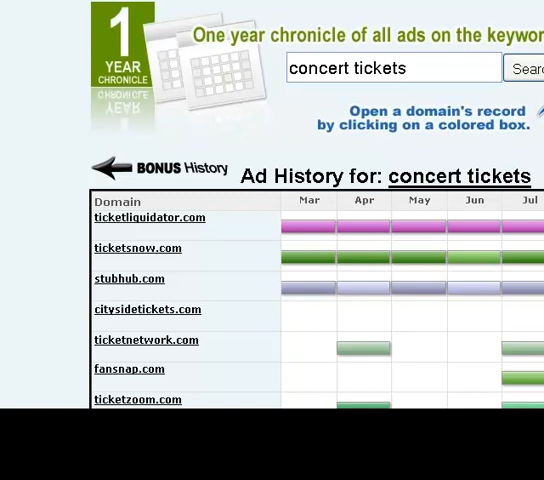 1
YEAR
CHRONICLE
One year chronicle of all ads on the keywor
concert tickets
Sear
Open a domain's record
by clicking on a colored box.
BONUS History
Ad History for: concert tickets
Domain Mar Apr May Jun Jul
ticketliquidator.com
ticketsnow.com
stubhub.com
citysidetickets.com
ticketnetwork.com
fansnap.com
ticketzoom.com